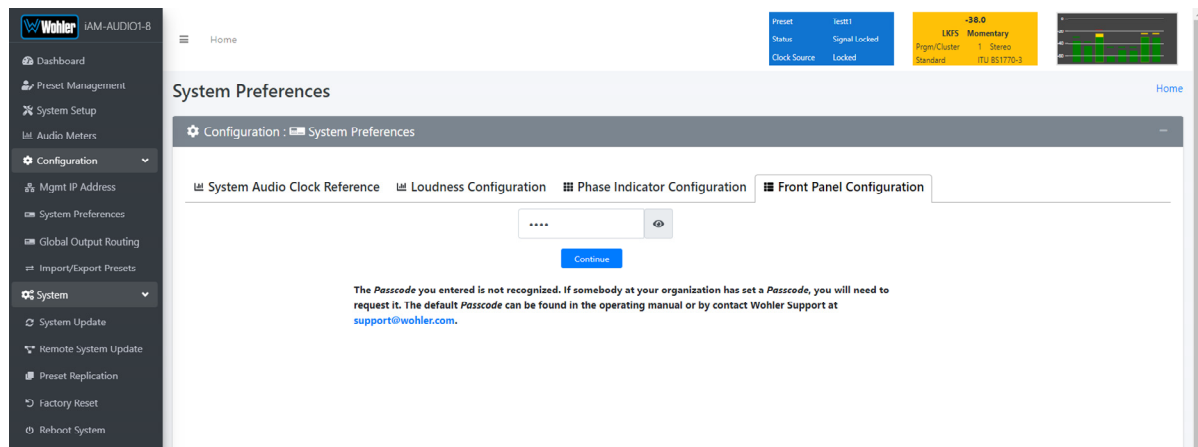 Wohler iAM-AUDIO1-8
Dashboard
Preset Management
System Setup
Audio Meters
Configuration
Mgmt IP Address
System Preferences
Global Output Routing
Import/Export Presets
System
System Update
Remote System Update
Preset Replication
Factory Reset
Reboot System
Home
Preset testt1
Status Signal Locked
Clock Source Locked
-38.0
LKFS Momentary
Prgm/Cluster 1 Stereo
Standard ITU BS1770-3
System Preferences
Home
Configuration : System Preferences
System Audio Clock Reference Loudness Configuration Phase Indicator Configuration Front Panel Configuration
Continue
The Passcode you entered is not recognized. If somebody at your organization has set a Passcode, you will need to
request it. The default Passcode can be found in the operating manual or by contact Wohler Support at
support@wohler.com.